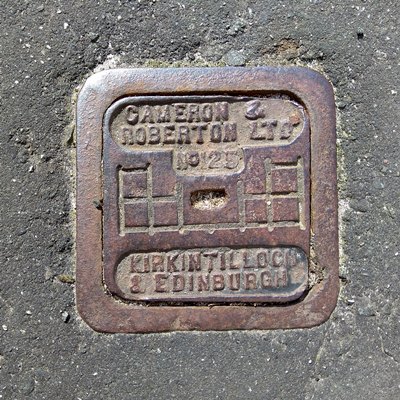 CAMERON &
ROBERTON LTD
No 25
KIRKINTILLOCH
& EDINBURGH